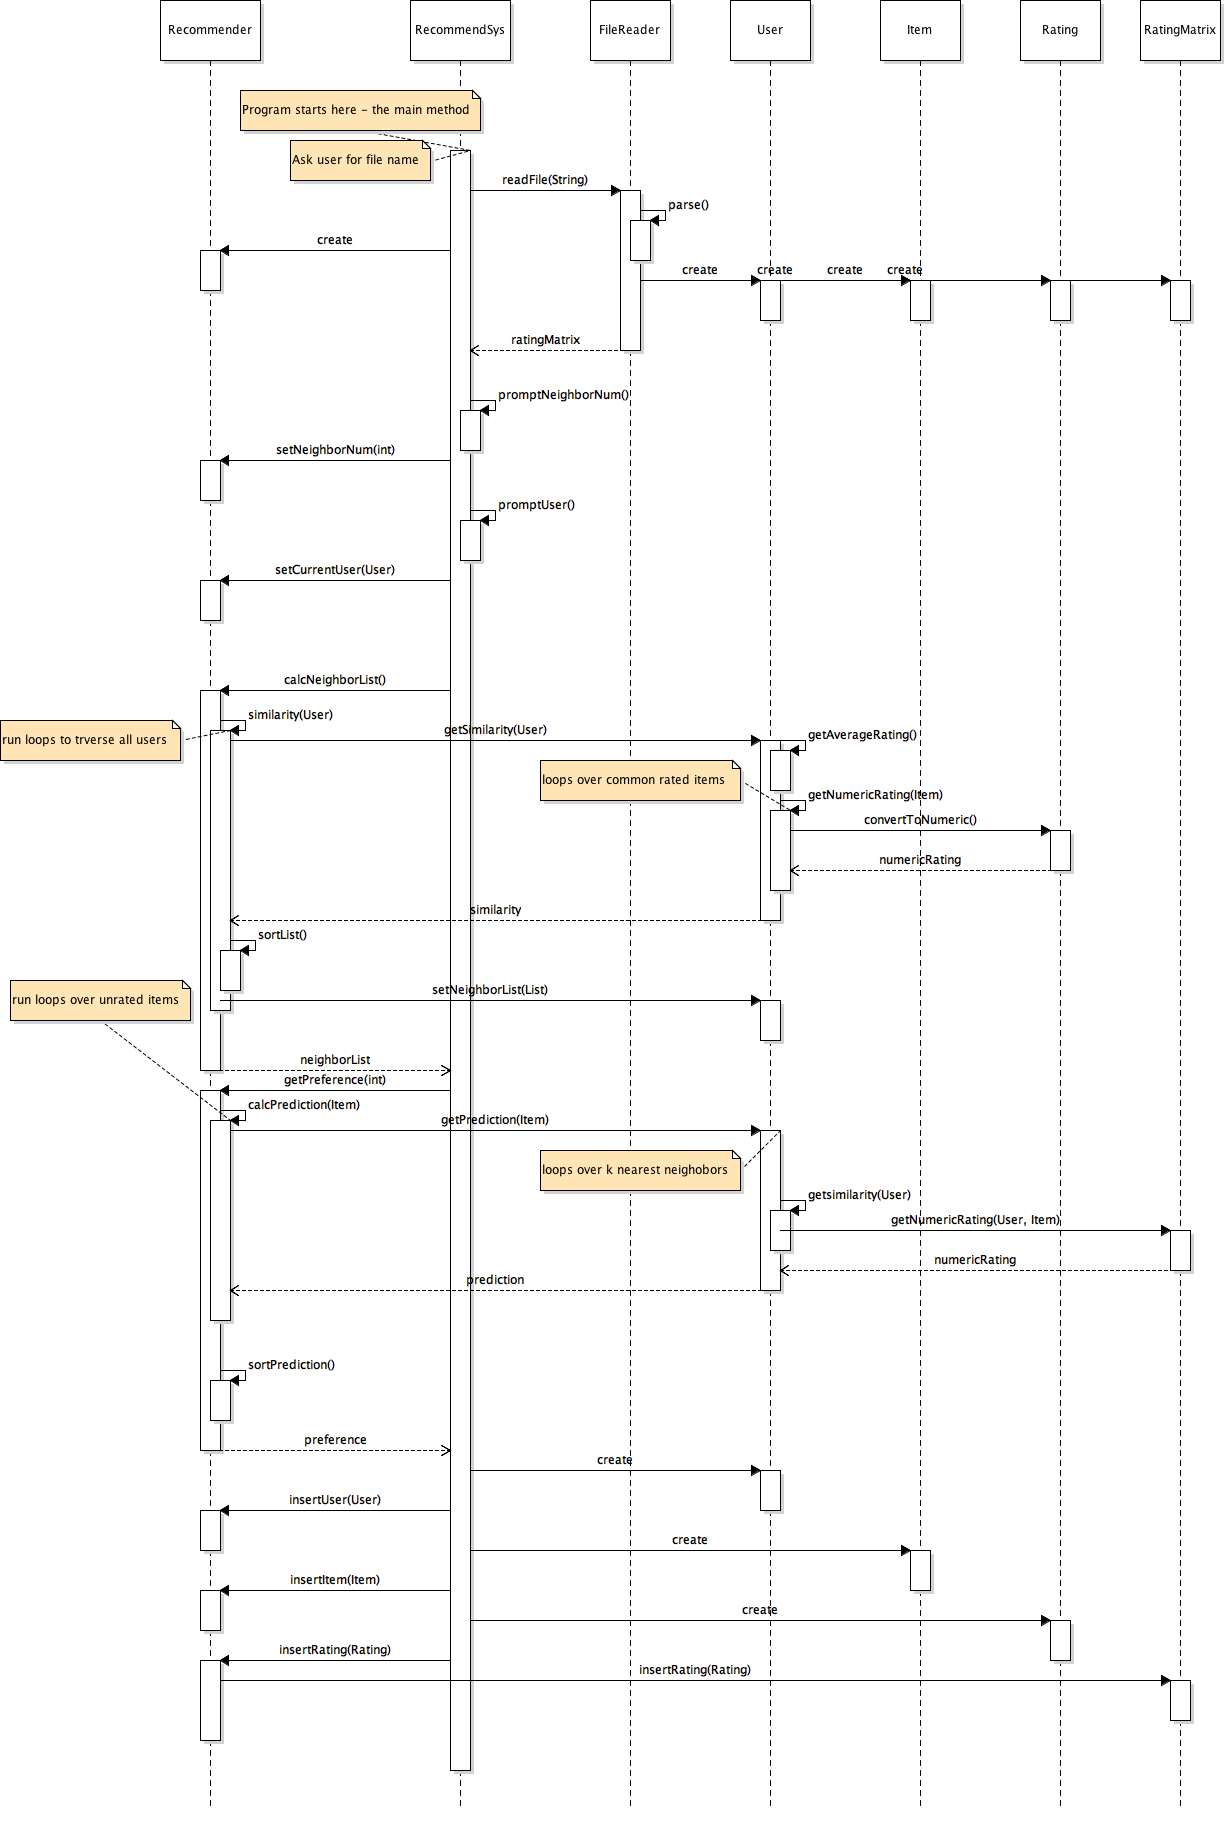 Recommender
RecommendSys
FileReader
User
Item
Rating
RatingMatrix
Program starts here - the main method
Ask user for file name
readFile(String)
parse()
create
create
create
create
create
ratingMatrix
promptNeighborNum()
setNeighborNum(int)
promptUser()
setCurrentUser(User)
calcNeighborList()
similarity(User)
run loops to trverse all users
getSimilarity(User)
getAverageRating()
loops over common rated items
getNumericRating(Item)
convertToNumeric()
numericRating
similarity
sortList()
run loops over unrated items
setNeighborList(List)
neighborList
getPreference(int)
calcPrediction(Item)
getPrediction(Item)
loops over k nearest neighobors
getsimilarity(User)
getNumericRating(User, Item)
numericRating
prediction
sortPrediction()
preference
create
insertUser(User)
create
insertItem(Item)
create
insertRating(Rating)
insertRating(Rating)